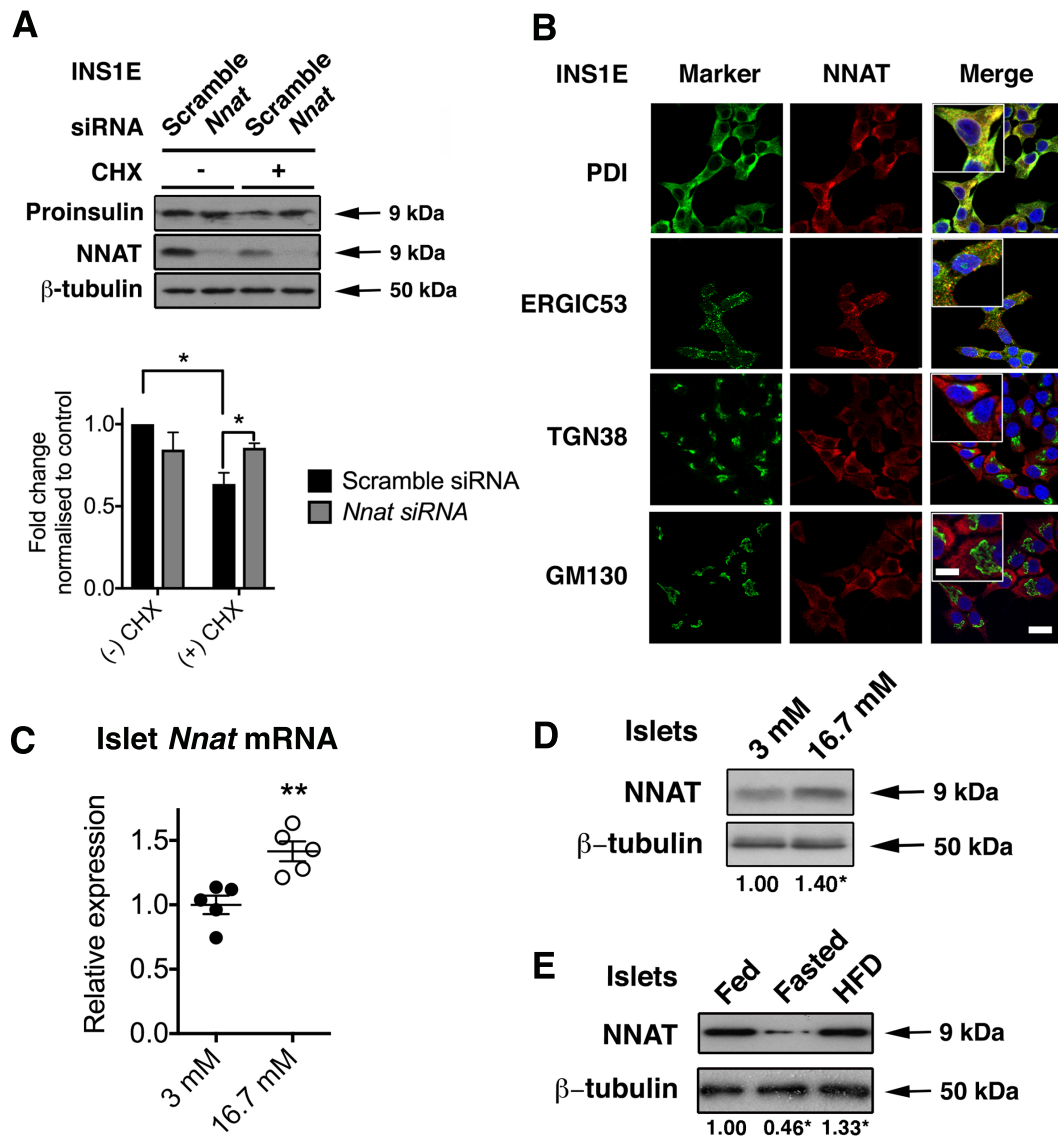 A
INS1E
siRNA
Scramble
Nnat
Scramble
Nnat
CHX
-
+
Proinsulin
9 kDa
NNAT
9 kDa
β-tubulin
50 kDa
*
*
Fold change
normalised to control
1.0
0.5
0.0
(-) CHX
(+) CHX
Scramble siRNA
Nnat siRNA
B
INS1E
Marker
NNAT
Merge
PDI
ERGIC53
TGN38
GM130
C
Islet Nnat mRNA
**
Relative expression
1.5
1.0
0.5
0.0
3 mM
16.7 mM
D
Islets
3 mM
16.7 mM
NNAT
9 kDa
β-tubulin
50 kDa
1.00 1.40*
E
Islets
Fed
Fasted
HFD
NNAT
9 kDa
β-tubulin
50 kDa
1.00 0.46* 1.33*